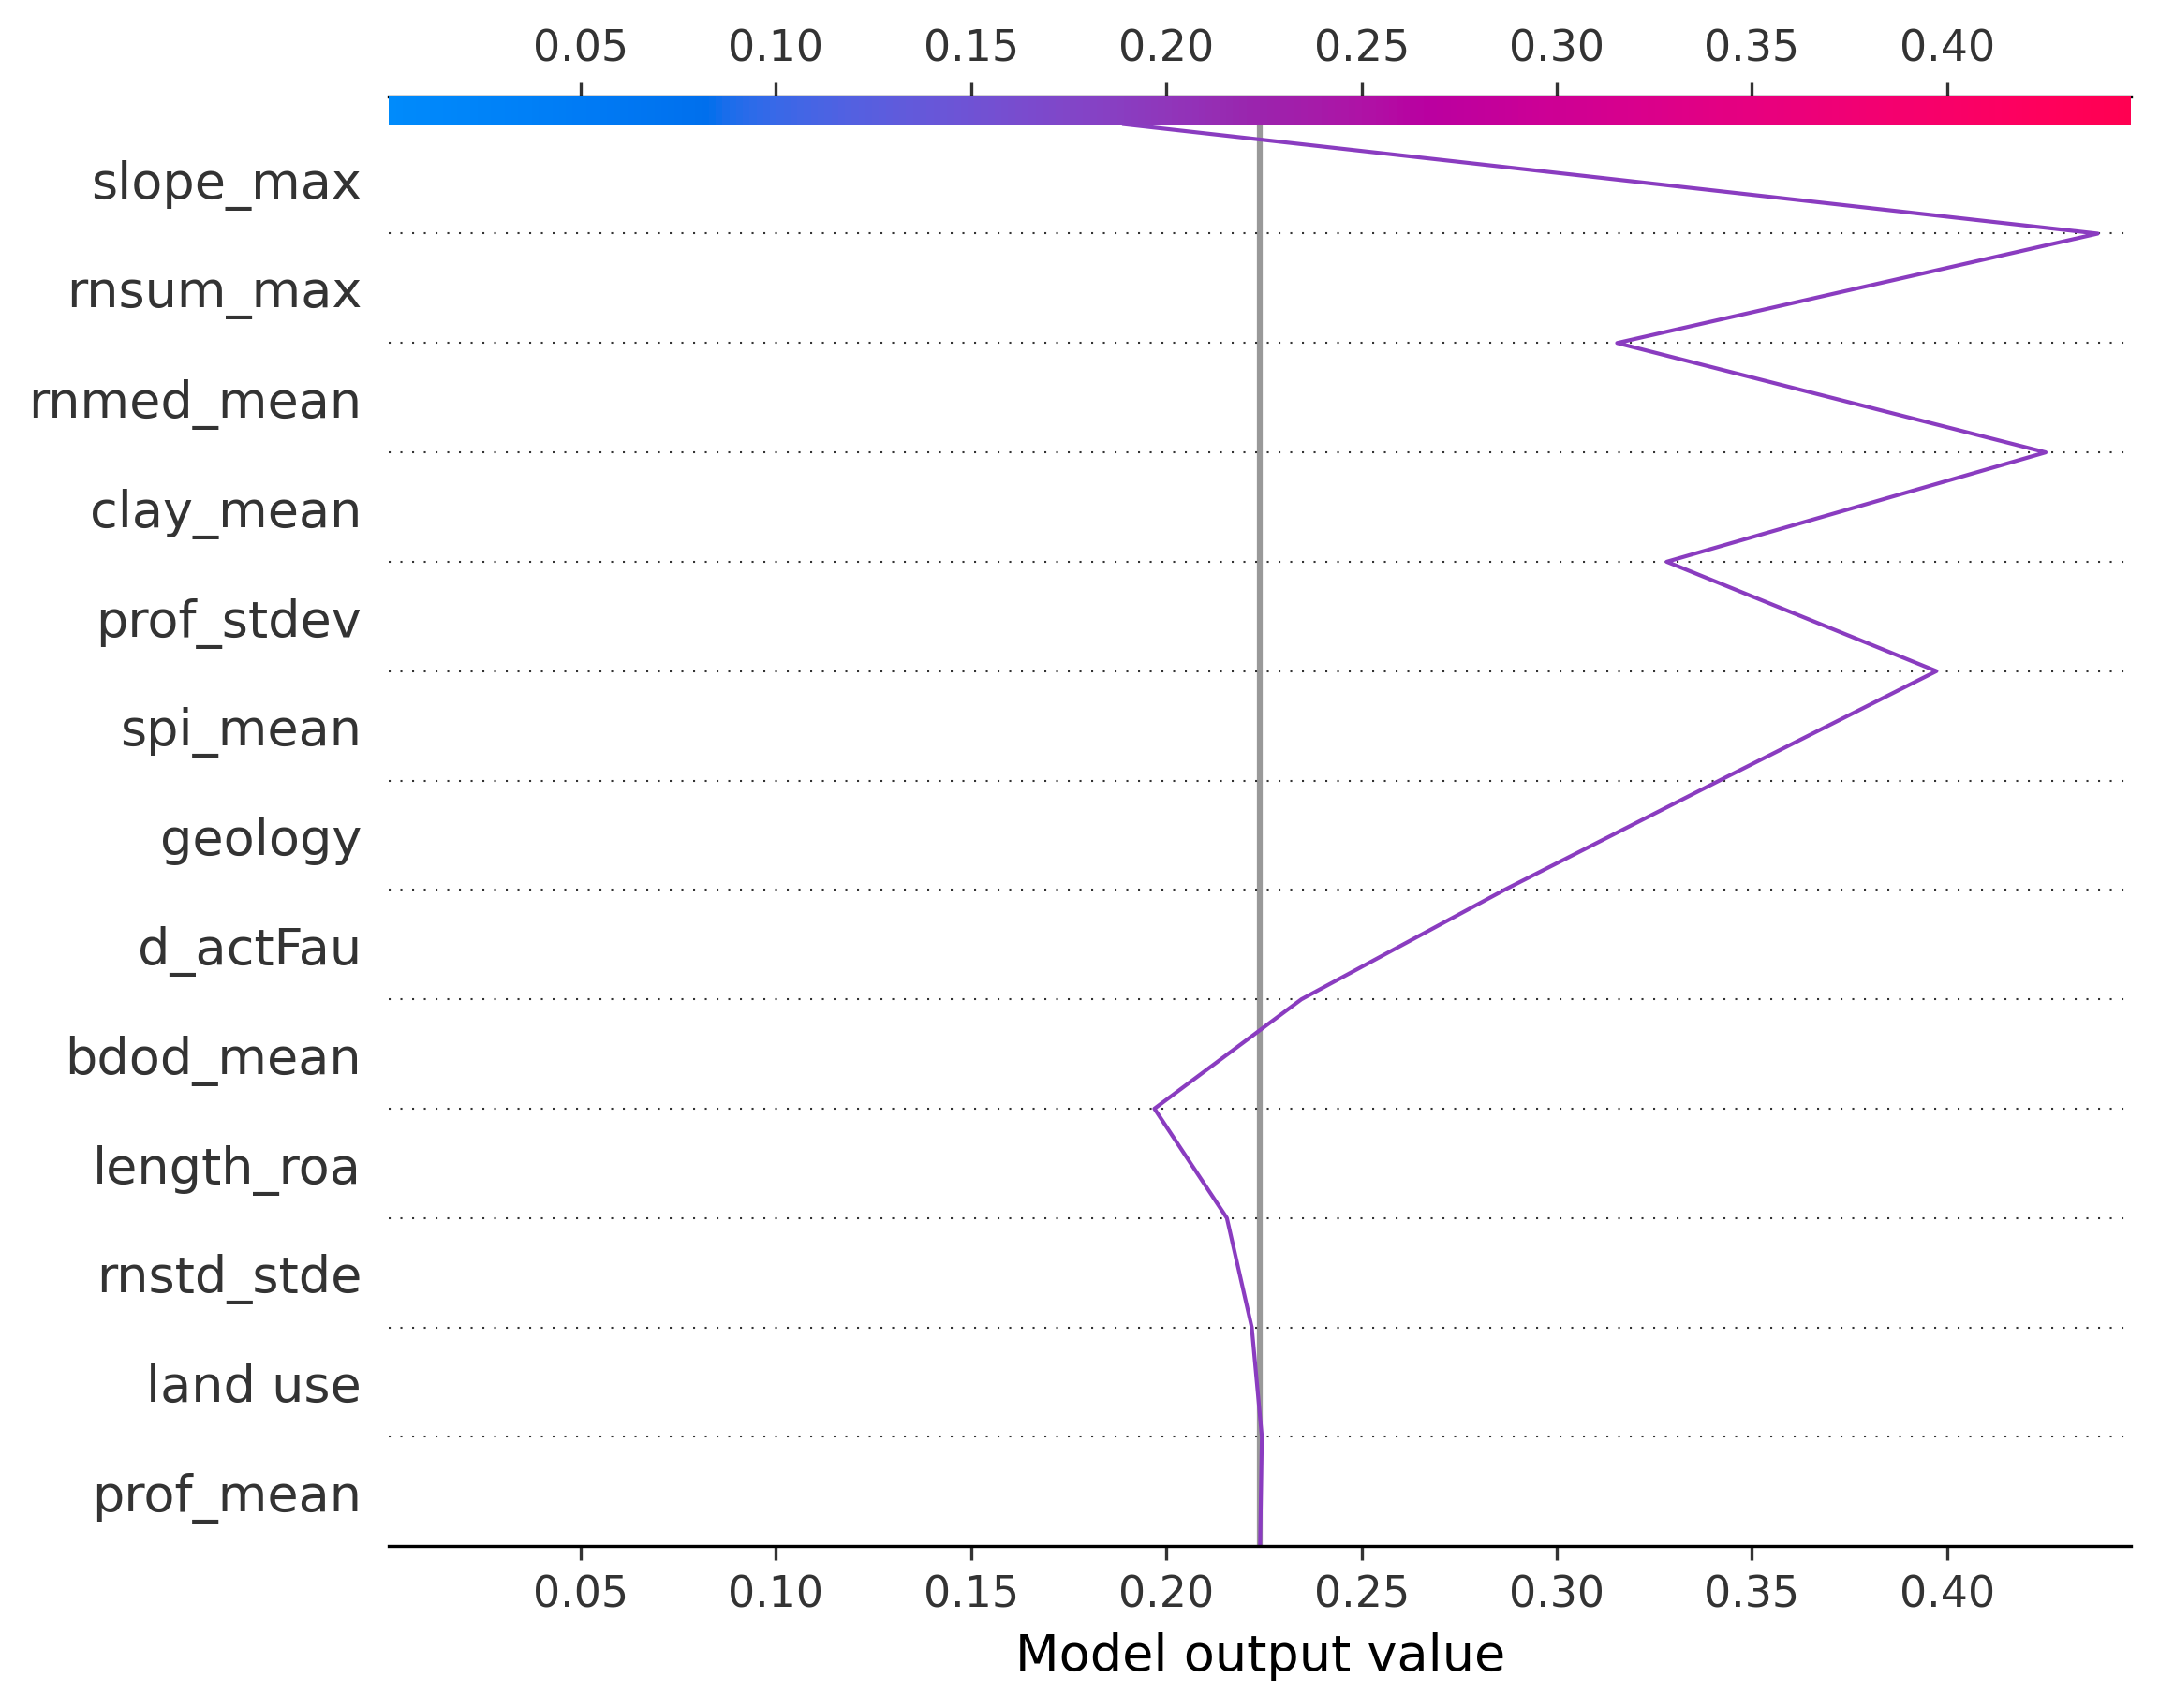 0.05 0.10 0.15 0.20 0.25 0.30 0.35 0.40
slope_max
rnsum_max
rnmed_mean
clay_mean
prof_stdev
spi_mean
geology
d_actFau
bdod_mean
length_roa
rnstd_stde
land use
prof_mean
0.05 0.10 0.15 0.20 0.25 0.30 0.35 0.40
Model output value